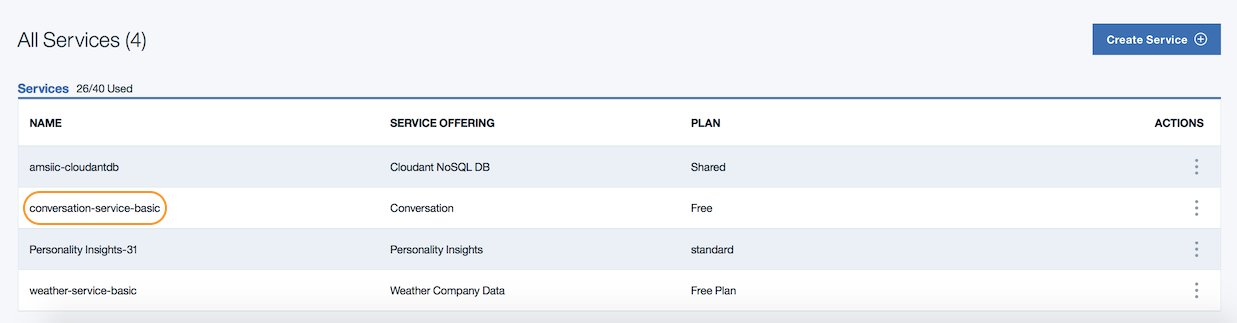 All Services (4)
Create Service
Services 26/40 Used
NAME SERVICE OFFERING PLAN ACTIONS
amsiic-cloudantdb Cloudant NoSQL DB Shared
conversation-service-basic Conversation Free
Personality Insights-31 Personality Insights standard
weather-service-basic Weather Company Data Free Plan